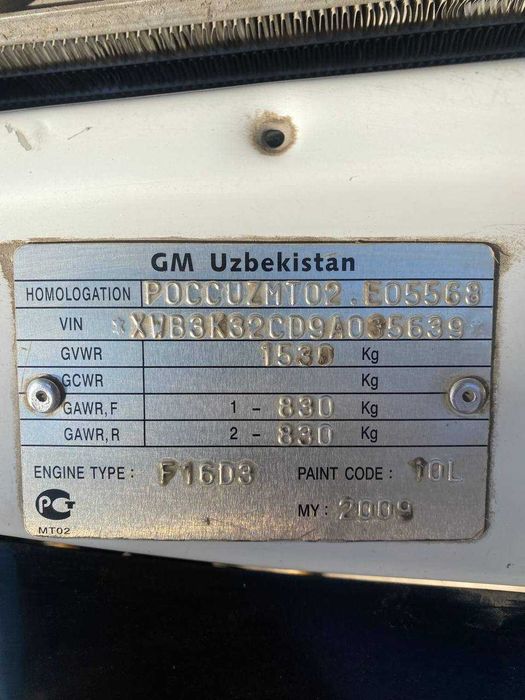 GM Uzbekistan
HOMOLOGATION POCCUZMT02.E05568
VIN *XWB3K32CD9A035639*
GVWR 1530 Kg
GCWR Kg
GAWR,F 1 - 830 Kg
GAWR,R 2 - 830 Kg
ENGINE TYPE : F16D3 PAINT CODE : 10L
РСТ MY : 2009
MT02